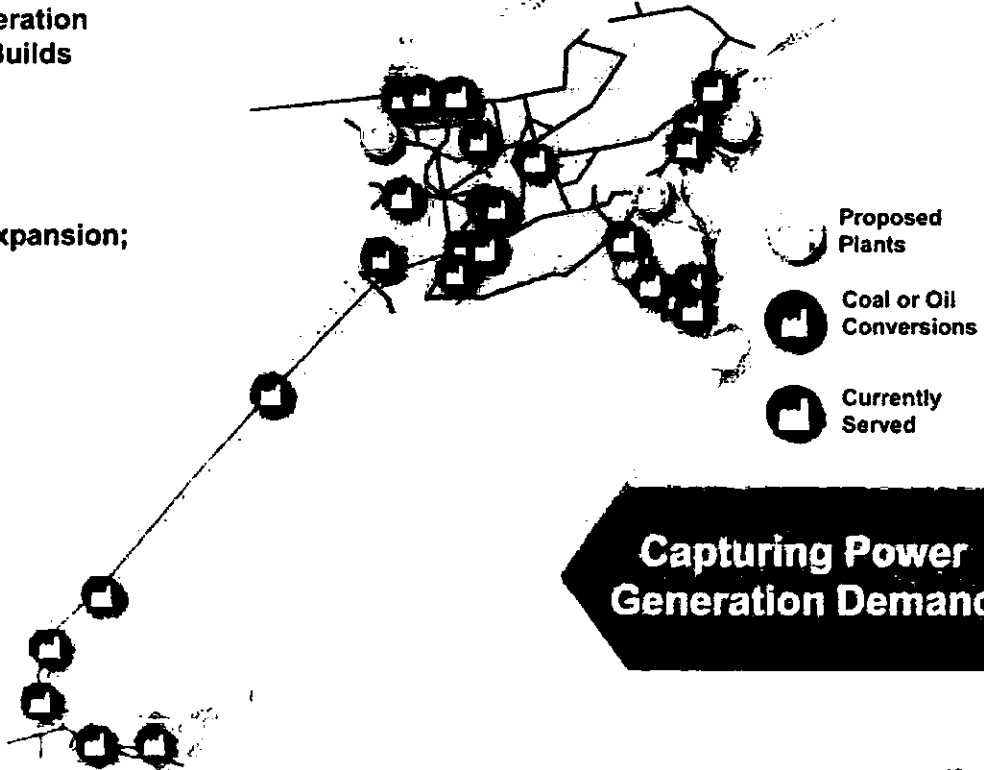 eration
Builds
xpansion;
Proposed
Plants
Coal or Oil
Conversions
Currently
Served
Capturing Power
Generation Demand